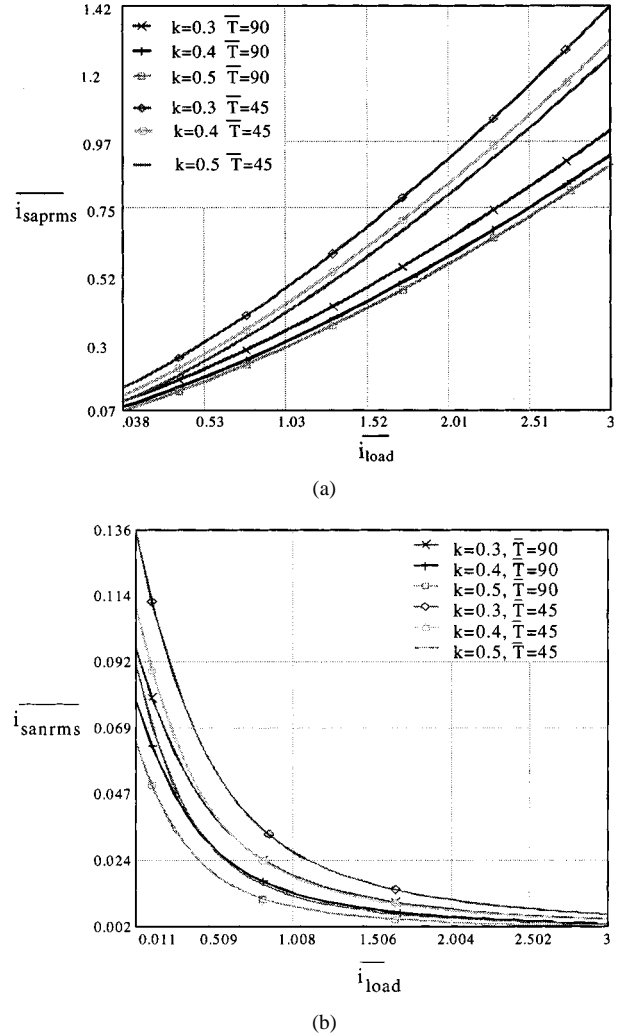 1.42
k=0.3 T̅=90
k=0.4 T̅=90
1.2
k=0.5 T̅=90
k=0.3 T̅=45
0.97
k=0.4 T̅=45
k=0.5 T̅=45
i̅saprms
0.75
0.52
0.3
0.07
.038 0.53 1.03 1.52 2.01 2.51 3
i̅load
(a)
0.136
k=0.3, T̅=90
k=0.4, T̅=90
0.114
k=0.5, T̅=90
k=0.3, T̅=45
k=0.4, T̅=45
0.092
k=0.5, T̅=45
i̅sanrms
0.069
0.047
0.024
0.002
0.011 0.509 1.008 1.506 2.004 2.502 3
i̅load
(b)